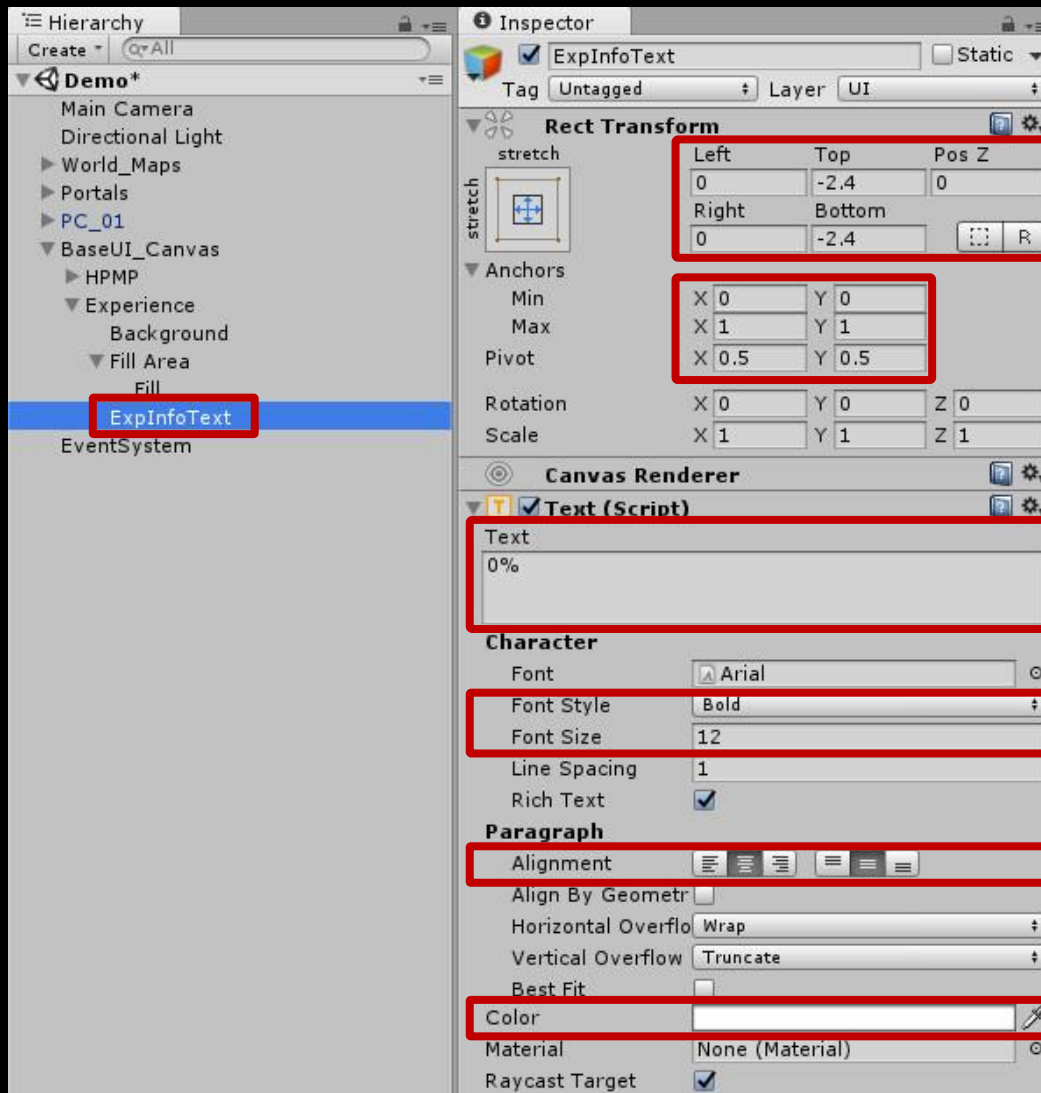 Hierarchy
Create
All
Demo*
Main Camera
Directional Light
World_Maps
Portals
PC_01
BaseUI_Canvas
HPMP
Experience
Background
Fill Area
Fill
ExpInfoText
EventSystem
Inspector
ExpInfoText Static
Tag Untagged Layer UI
Rect Transform
stretch Left Top Pos Z
stretch
0 -2.4 0
Right Bottom
0 -2.4 R
Anchors
Min X 0 Y 0
Max X 1 Y 1
Pivot X 0.5 Y 0.5
Rotation X 0 Y 0 Z 0
Scale X 1 Y 1 Z 1
Canvas Renderer
T Text (Script)
Text
0%
Character
Font Arial
Font Style Bold
Font Size 12
Line Spacing 1
Rich Text
Paragraph
Alignment
Align By Geometr
Horizontal Overflo Wrap
Vertical Overflow Truncate
Best Fit
Color
Material None (Material)
Raycast Target